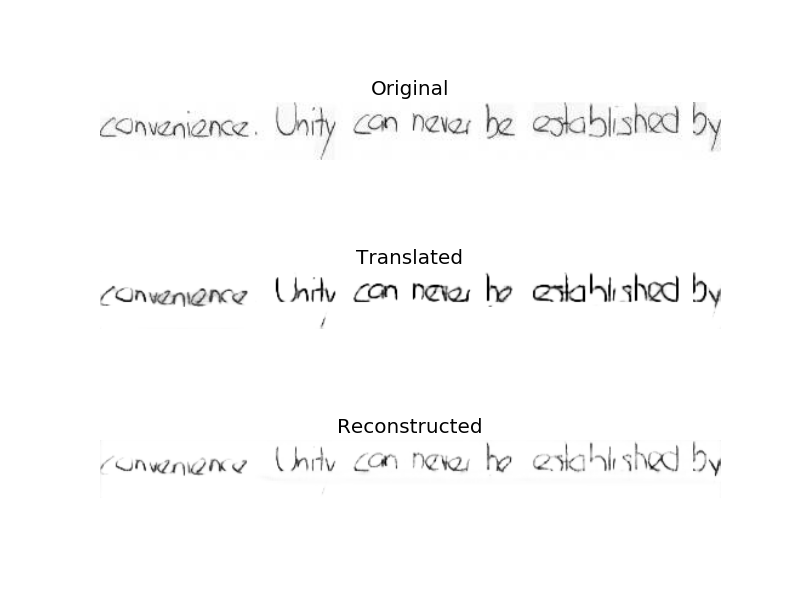 Original
convenience. Unity can never be established by
Translated
convenience Unity can never be established by
Reconstructed
convenience Unity can never be established by